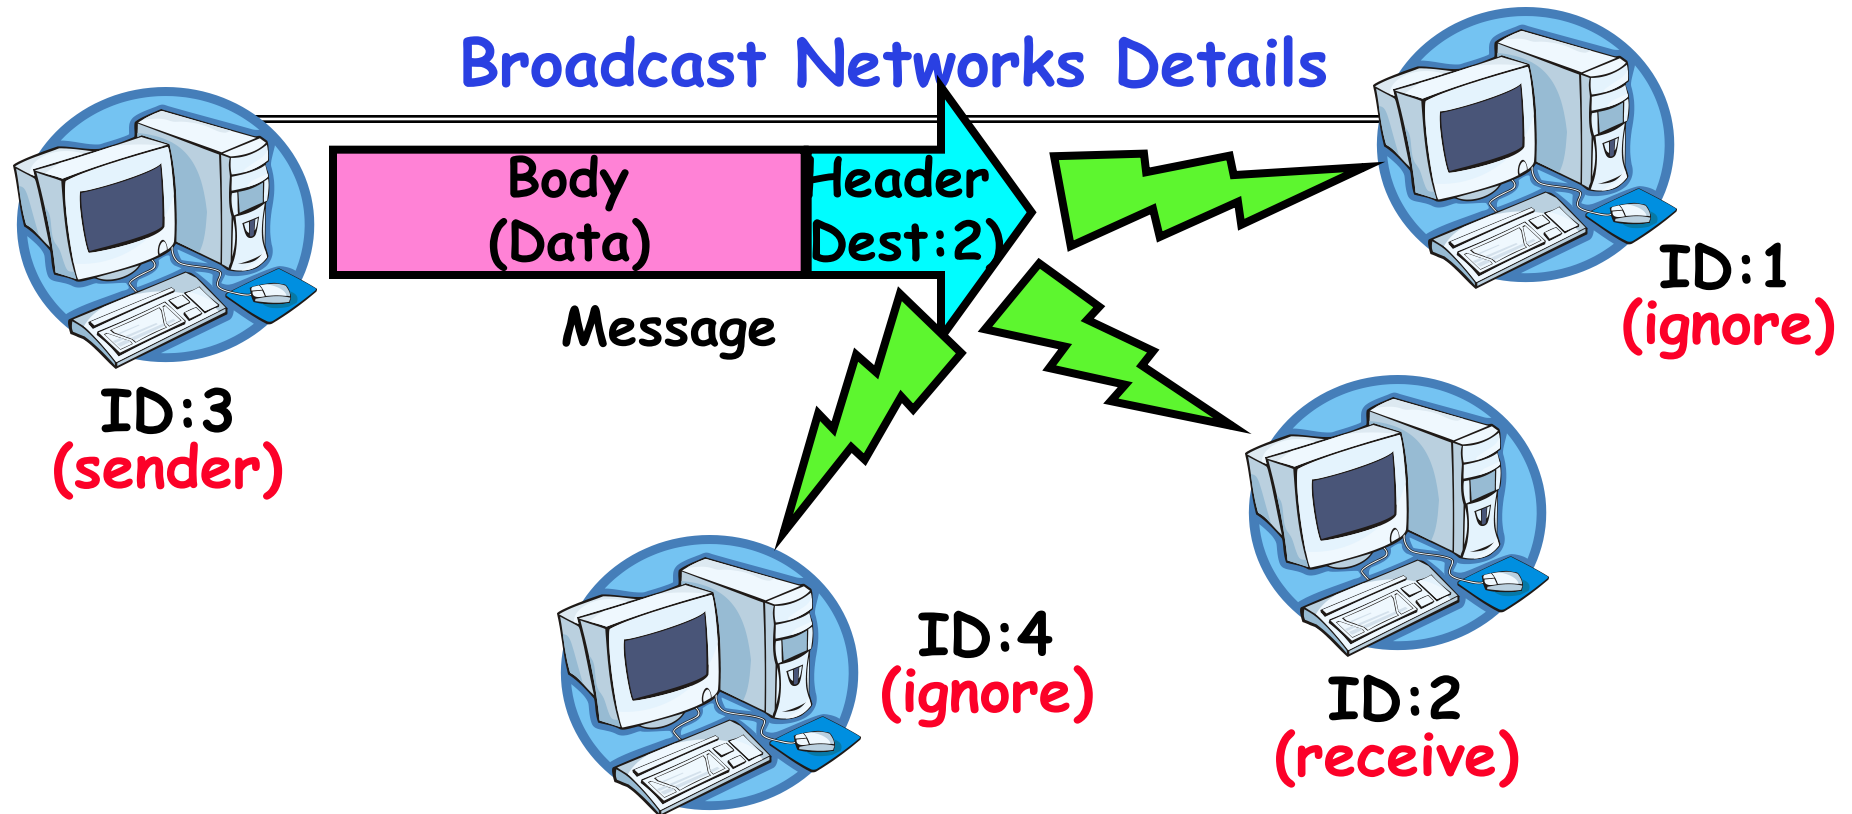 Broadcast Networks Details
Body
(Data)
Header
Dest:2)
Message
ID:1
(ignore)
ID:3
(sender)
ID:4
(ignore)
ID:2
(receive)